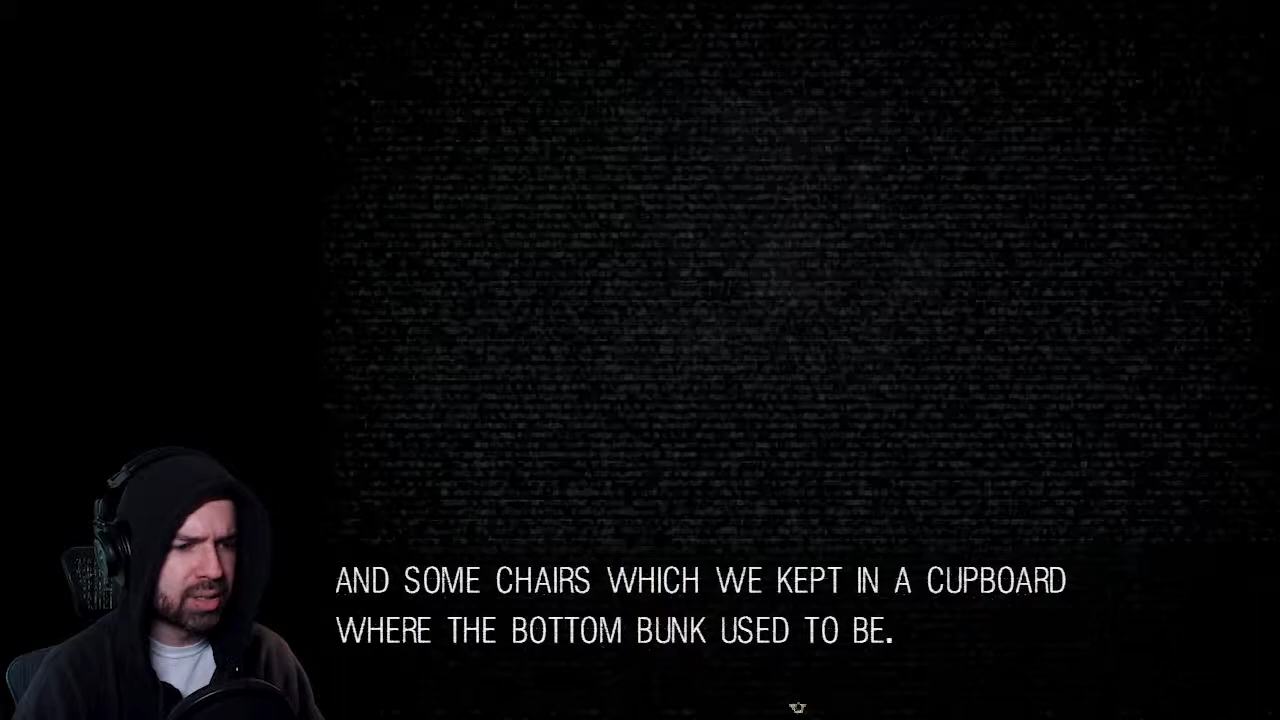 AND SOME CHAIRS WHICH WE KEPT IN A CUPBOARD
WHERE THE BOTTOM BUNK USED TO BE.